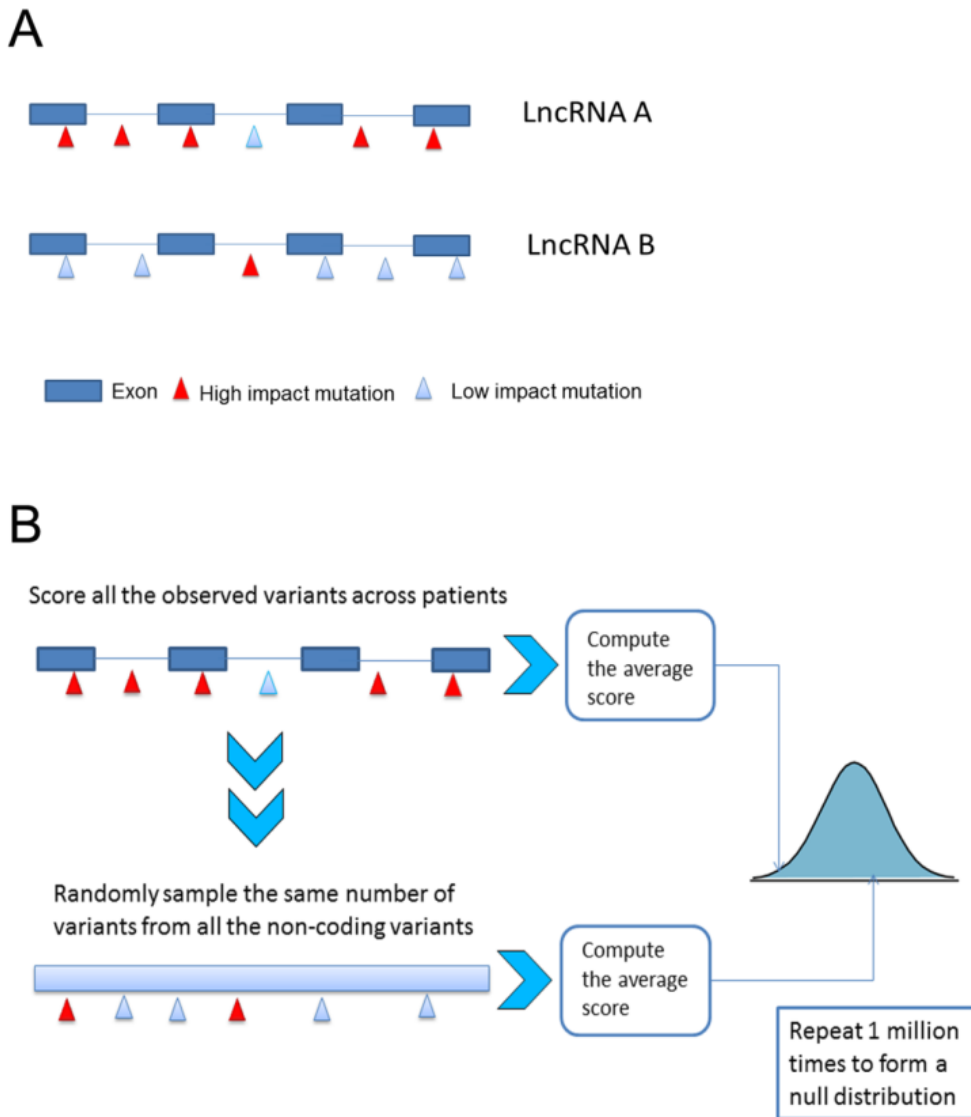 A
LncRNA A
LncRNA B
Exon
High impact mutation
Low impact mutation
B
Score all the observed variants across patients
Compute
the average
score
Randomly sample the same number of
variants from all the non-coding variants
Compute
the average
score
Repeat 1 million
times to form a
null distribution